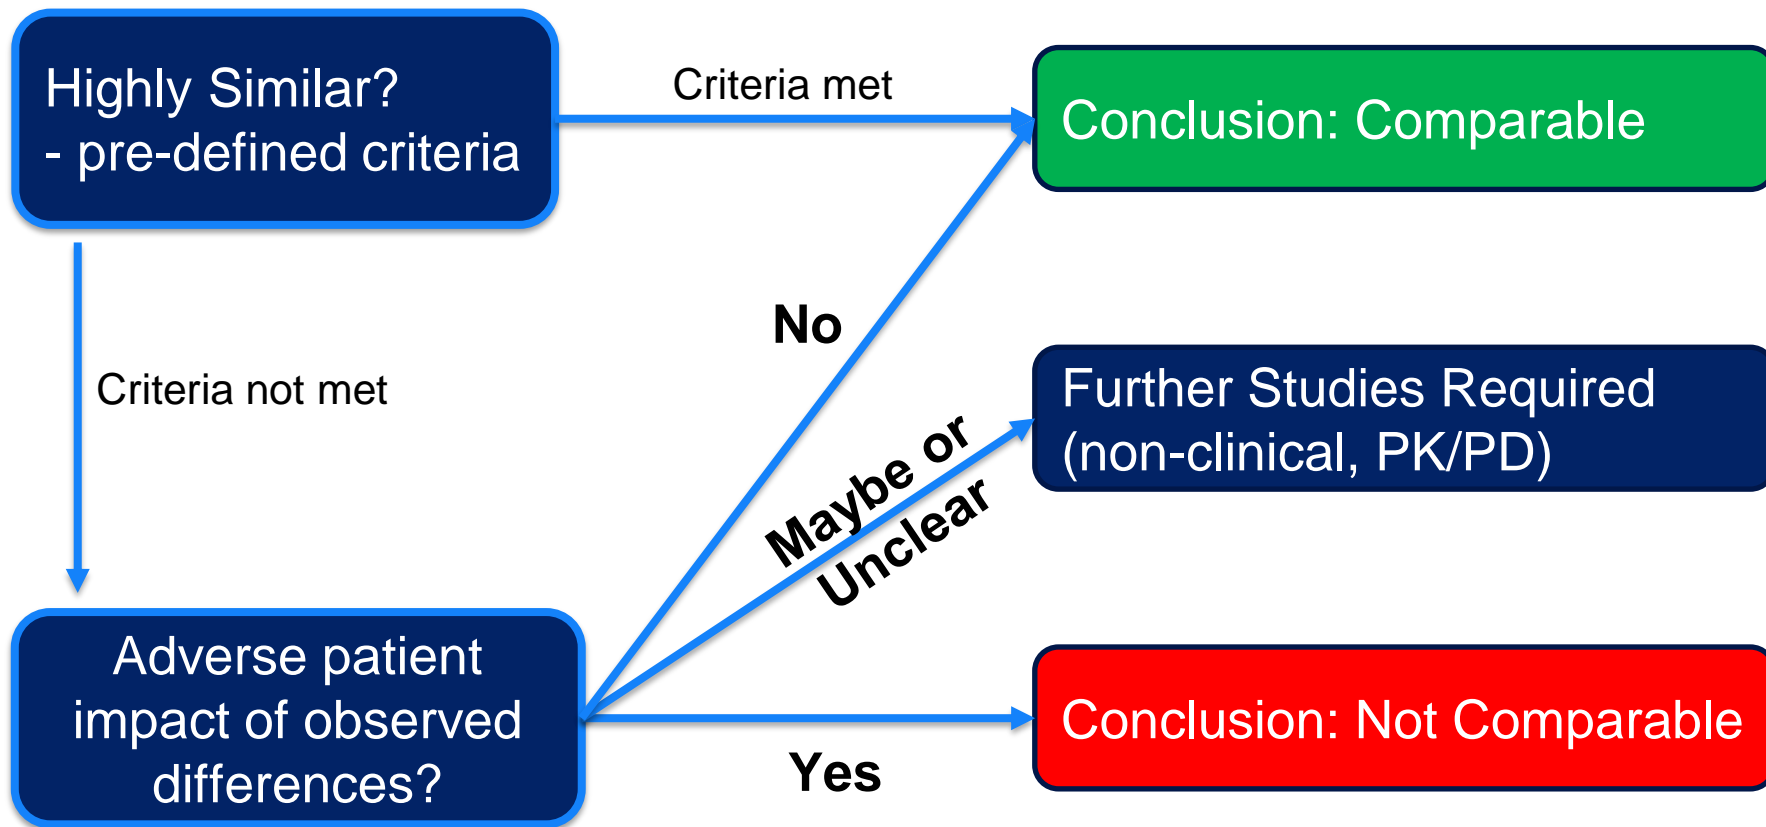 Highly Similar?
- pre-defined criteria
Criteria met
Conclusion: Comparable
No
Criteria not met
Maybe or
Unclear
Further Studies Required
(non-clinical, PK/PD)
Adverse patient
impact of observed
differences?
Yes
Conclusion: Not Comparable